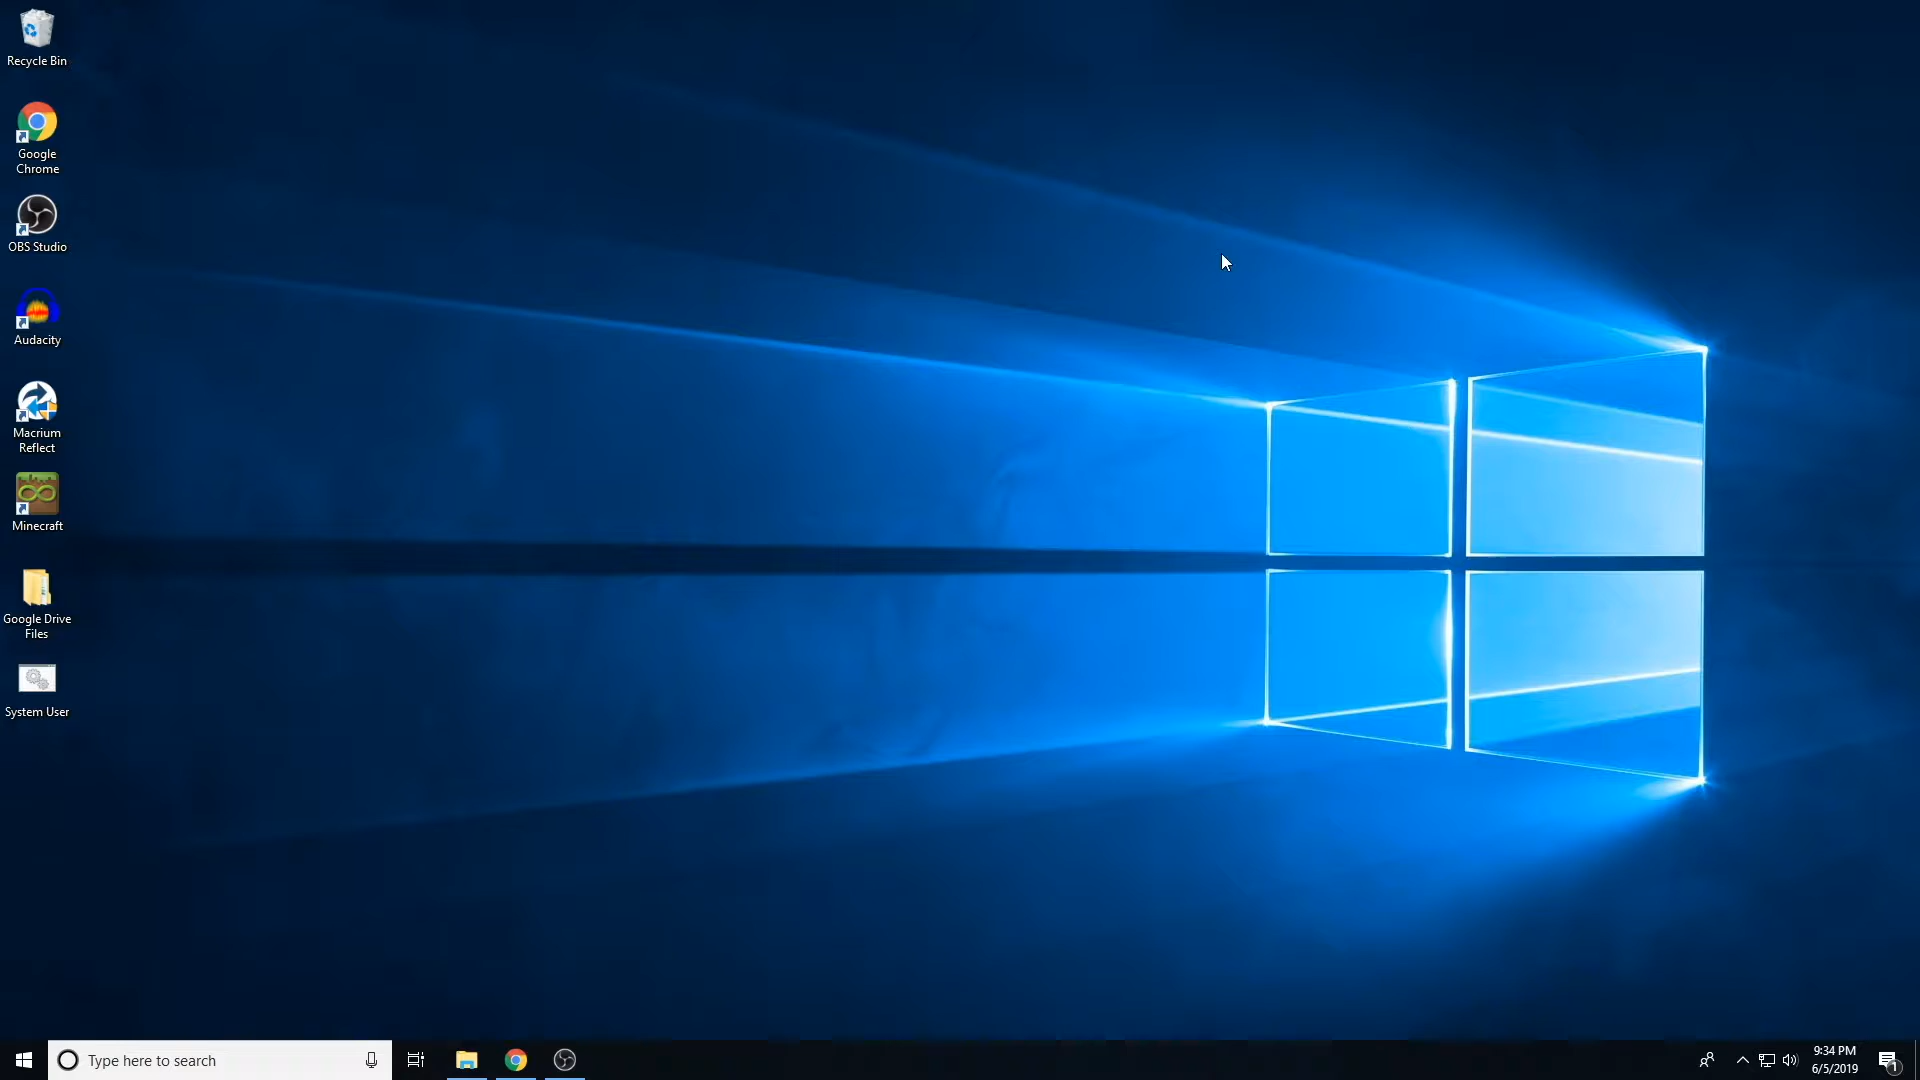 Recycle Bin
Google
Chrome
OBS Studio
Audacity
Macrium
Reflect
Minecraft
Google Drive
Files
System User
Type here to search
9:34 PM
6/5/2019
1